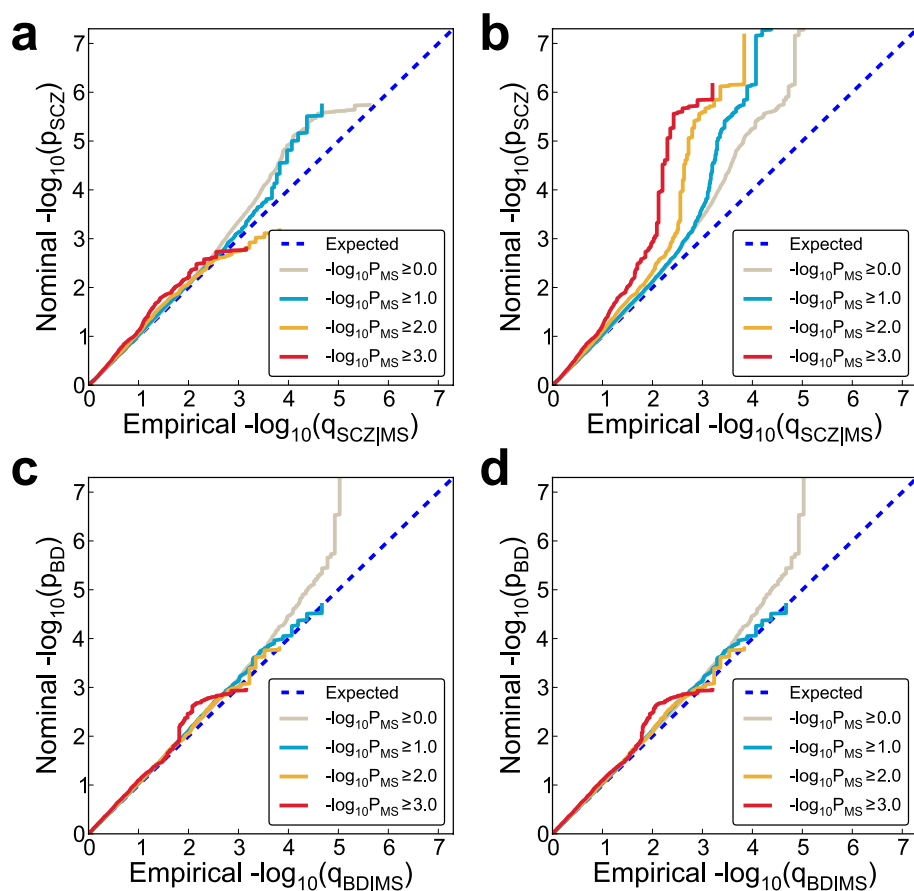 a
7
6
5
4
3
2
1
0
Nominal -log10(pSCZ)
Expected
-log10PMS≥0.0
-log10PMS≥1.0
-log10PMS≥2.0
-log10PMS≥3.0
0 1 2 3 4 5 6 7
Empirical -log10(qSCZ|MS)
b
7
6
5
4
3
2
1
0
Nominal -log10(pSCZ)
Expected
-log10PMS≥0.0
-log10PMS≥1.0
-log10PMS≥2.0
-log10PMS≥3.0
0 1 2 3 4 5 6 7
Empirical -log10(qSCZ|MS)
c
7
6
5
4
3
2
1
0
Nominal -log10(pBD)
Expected
-log10PMS≥0.0
-log10PMS≥1.0
-log10PMS≥2.0
-log10PMS≥3.0
0 1 2 3 4 5 6 7
Empirical -log10(qBD|MS)
d
7
6
5
4
3
2
1
0
Nominal -log10(pBD)
Expected
-log10PMS≥0.0
-log10PMS≥1.0
-log10PMS≥2.0
-log10PMS≥3.0
0 1 2 3 4 5 6 7
Empirical -log10(qBD|MS)